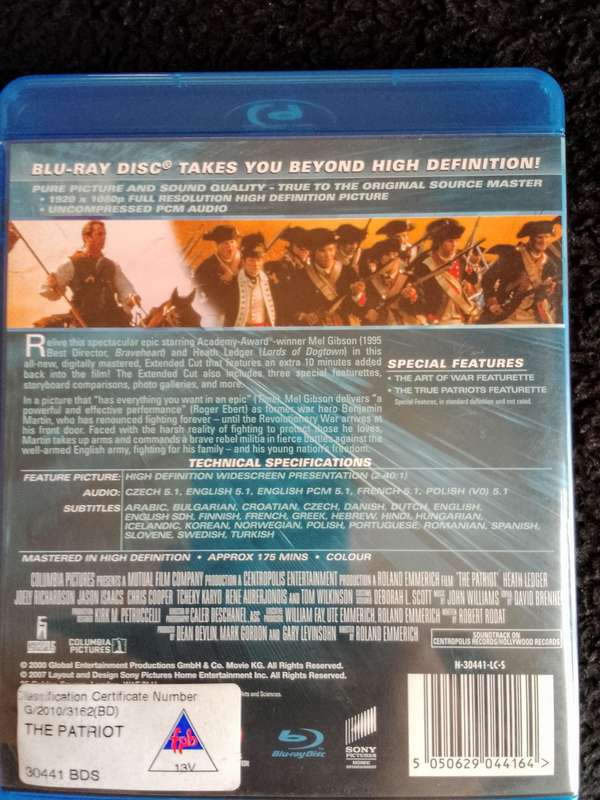 BLU-RAY DISC® TAKES YOU BEYOND HIGH DEFINITION!
PURE PICTURE AND SOUND QUALITY - TRUE TO THE ORIGINAL SOURCE MASTER
• 1920 x 1080p FULL RESOLUTION HIGH DEFINITION PICTURE
• UNCOMPRESSED PCM AUDIO
Relive this spectacular epic starring Academy-Award®-winner Mel Gibson (1995
Best Director, Braveheart) and Heath Ledger (Lords of Dogtown) in this
all-new, digitally mastered, Extended Cut that features an extra 10 minutes added
back into the film! The Extended Cut also includes three special featurettes,
storyboard comparisons, photo galleries, and more.
In a picture that "has everything you want in an epic" (Time), Mel Gibson delivers "a
powerful and effective performance" (Roger Ebert) as former war hero Benjamin
Martin, who has renounced fighting forever – until the Revolutionary War arrives at
his front door. Faced with the harsh reality of fighting to protect those he loves,
Martin takes up arms and commands a brave rebel militia in fierce battles against the
well-armed English army, fighting for his family – and his young nation's freedom.
SPECIAL FEATURES
• THE ART OF WAR FEATURETTE
• THE TRUE PATRIOTS FEATURETTE
Special Features, in standard definition and not rated.
TECHNICAL SPECIFICATIONS
FEATURE PICTURE: HIGH DEFINITION WIDESCREEN PRESENTATION (2.40:1)
AUDIO: CZECH 5.1, ENGLISH 5.1, ENGLISH PCM 5.1, FRENCH 5.1, POLISH (VO) 5.1
SUBTITLES ARABIC, BULGARIAN, CROATIAN, CZECH, DANISH, DUTCH, ENGLISH,
ENGLISH SDH, FINNISH, FRENCH, GREEK, HEBREW, HINDI, HUNGARIAN,
ICELANDIC, KOREAN, NORWEGIAN, POLISH, PORTUGUESE, ROMANIAN, SPANISH,
SLOVENE, SWEDISH, TURKISH
MASTERED IN HIGH DEFINITION • APPROX 175 MINS • COLOUR
COLUMBIA PICTURES PRESENTS A MUTUAL FILM COMPANY PRODUCTION A CENTROPOLIS ENTERTAINMENT PRODUCTION A ROLAND EMMERICH FILM "THE PATRIOT" HEATH LEDGER
JOELY RICHARDSON JASON ISAACS CHRIS COOPER TCHEKY KARYO RENE AUBERJONOIS AND TOM WILKINSON DEBORAH L. SCOTT JOHN WILLIAMS DAVID BRENNE
KIRK M. PETRUCCELLI CALEB DESCHANEL, ASC WILLIAM FAY, UTE EMMERICH, ROLAND EMMERICH ROBERT RODAT
DEAN DEVLIN, MARK GORDON AND GARY LEVINSOHN ROLAND EMMERICH
COLUMBIA
PICTURES
SOUNDTRACK ON
CENTROPOLIS RECORDS/HOLLYWOOD RECORDS
© 2000 Global Entertainment Productions GmbH & Co. Movie KG. All Rights Reserved.
© 2007 Layout and Design Sony Pictures Home Entertainment Inc. All Rights Reserved.
Arts and Sciences.
N-30441-LC-S
Classification Certificate Number
G/2010/3162(BD)
THE PATRIOT
fpb
13V
30441 BDS
Blu-ray Disc
SONY
PICTURES
HOME
ENTERTAINMENT
5 050629 044164 >